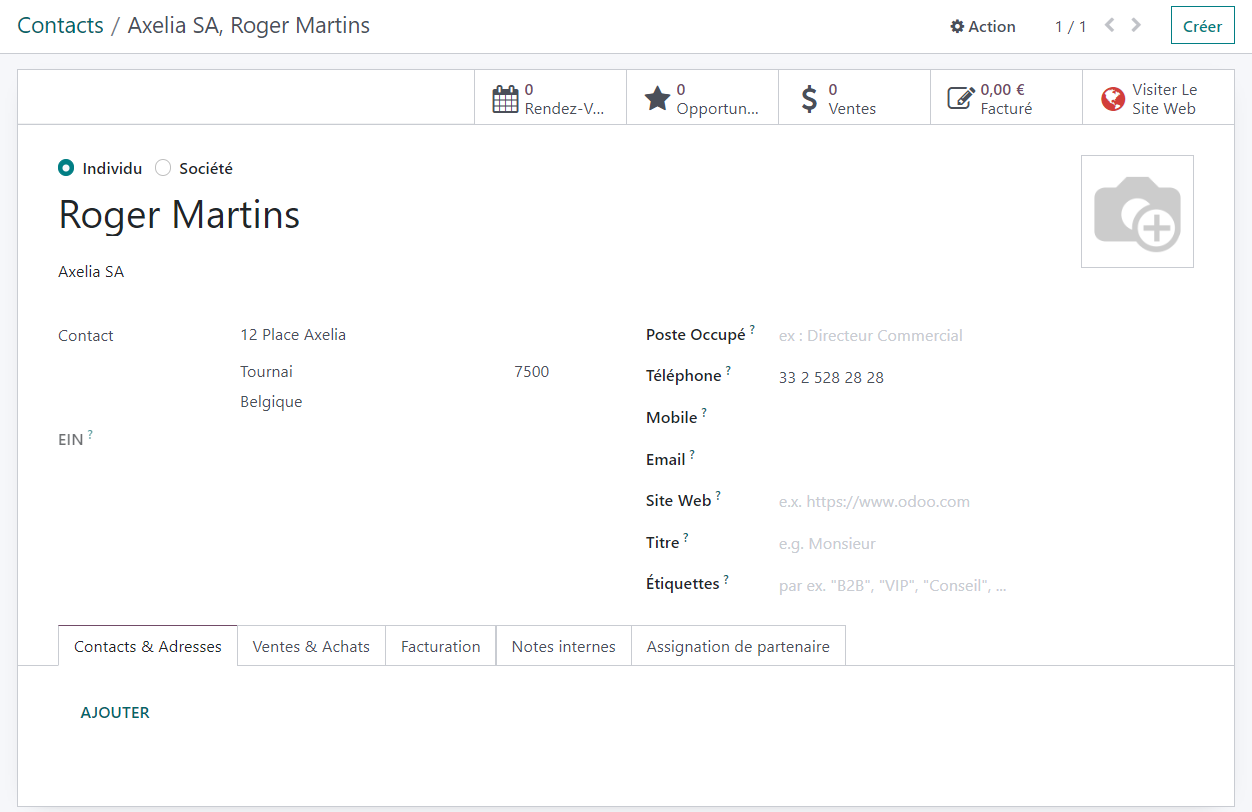 Contacts / Axelia SA, Roger Martins
Action
1 / 1
Créer
0
Rendez-V...
0
Opportun...
0
Ventes
0,00 €
Facturé
Visiter Le
Site Web
Individu
Société
Roger Martins
Axelia SA
Contact
12 Place Axelia
Tournai
7500
Belgique
EIN ?
Poste Occupé ?
ex : Directeur Commercial
Téléphone ?
33 2 528 28 28
Mobile ?
Email ?
Site Web ?
e.x. https://www.odoo.com
Titre ?
e.g. Monsieur
Étiquettes ?
par ex. "B2B", "VIP", "Conseil", ...
Contacts & Adresses
Ventes & Achats
Facturation
Notes internes
Assignation de partenaire
AJOUTER